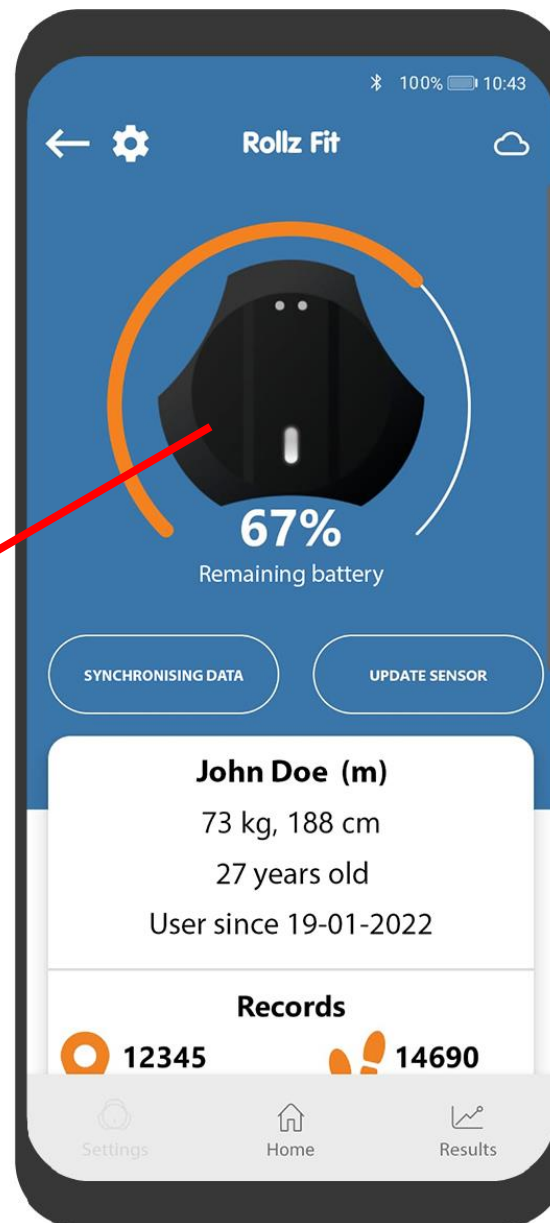 100% 10:43
Rollz Fit
67%
Remaining battery
SYNCHRONISING DATA UPDATE SENSOR
John Doe (m)
73 kg, 188 cm
27 years old
User since 19-01-2022
Records
12345 14690
Settings Home Results